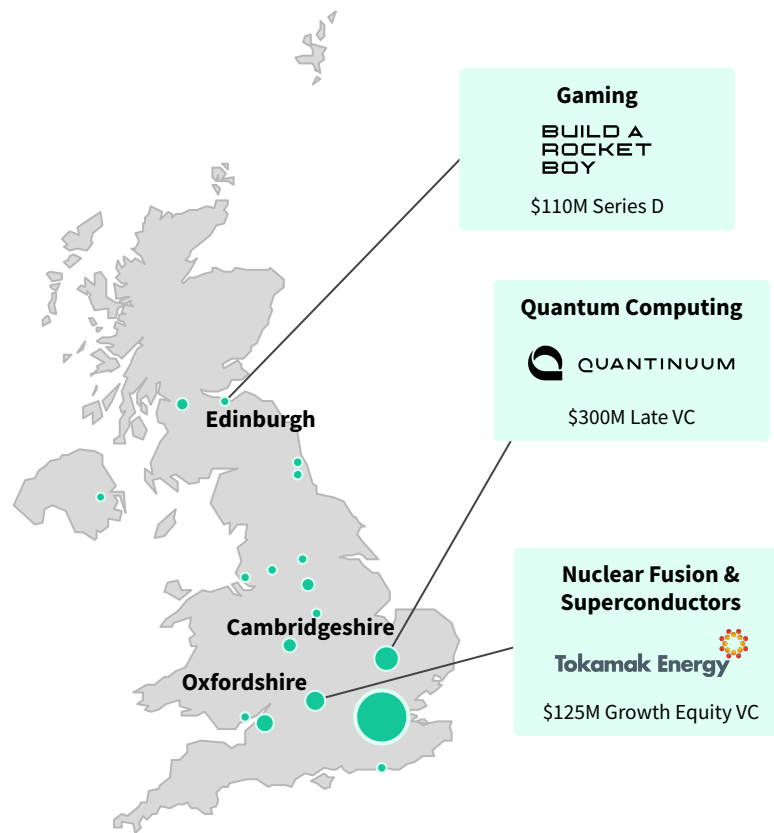 Gaming
BUILD A
ROCKET
BOY
$110M Series D
Quantum Computing
QUANTINUUM
$300M Late VC
Edinburgh
Nuclear Fusion &
Superconductors
Tokamak Energy
$125M Growth Equity VC
Cambridgeshire
Oxfordshire